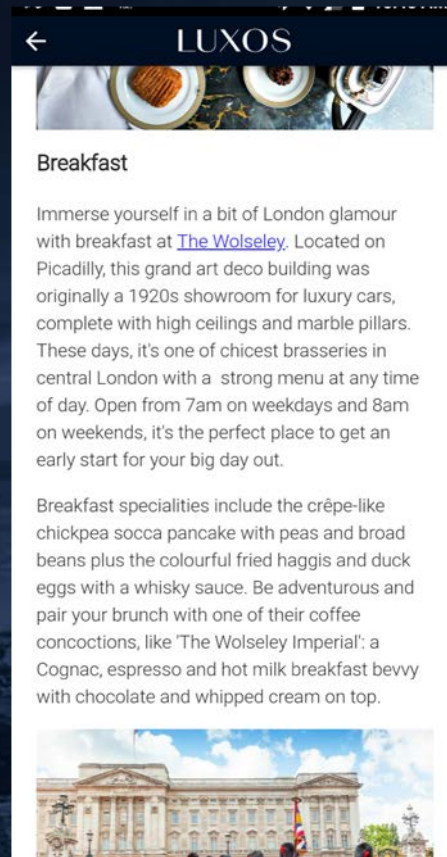 LUXOS
Breakfast
Immerse yourself in a bit of London glamour
with breakfast at The Wolseley. Located on
Picadilly, this grand art deco building was
originally a 1920s showroom for luxury cars,
complete with high ceilings and marble pillars.
These days, it's one of chicest brasseries in
central London with a  strong menu at any time
of day. Open from 7am on weekdays and 8am
on weekends, it's the perfect place to get an
early start for your big day out.
Breakfast specialities include the crêpe-like
chickpea socca pancake with peas and broad
beans plus the colourful fried haggis and duck
eggs with a whisky sauce. Be adventurous and
pair your brunch with one of their coffee
concoctions, like 'The Wolseley Imperial': a
Cognac, espresso and hot milk breakfast bevvy
with chocolate and whipped cream on top.